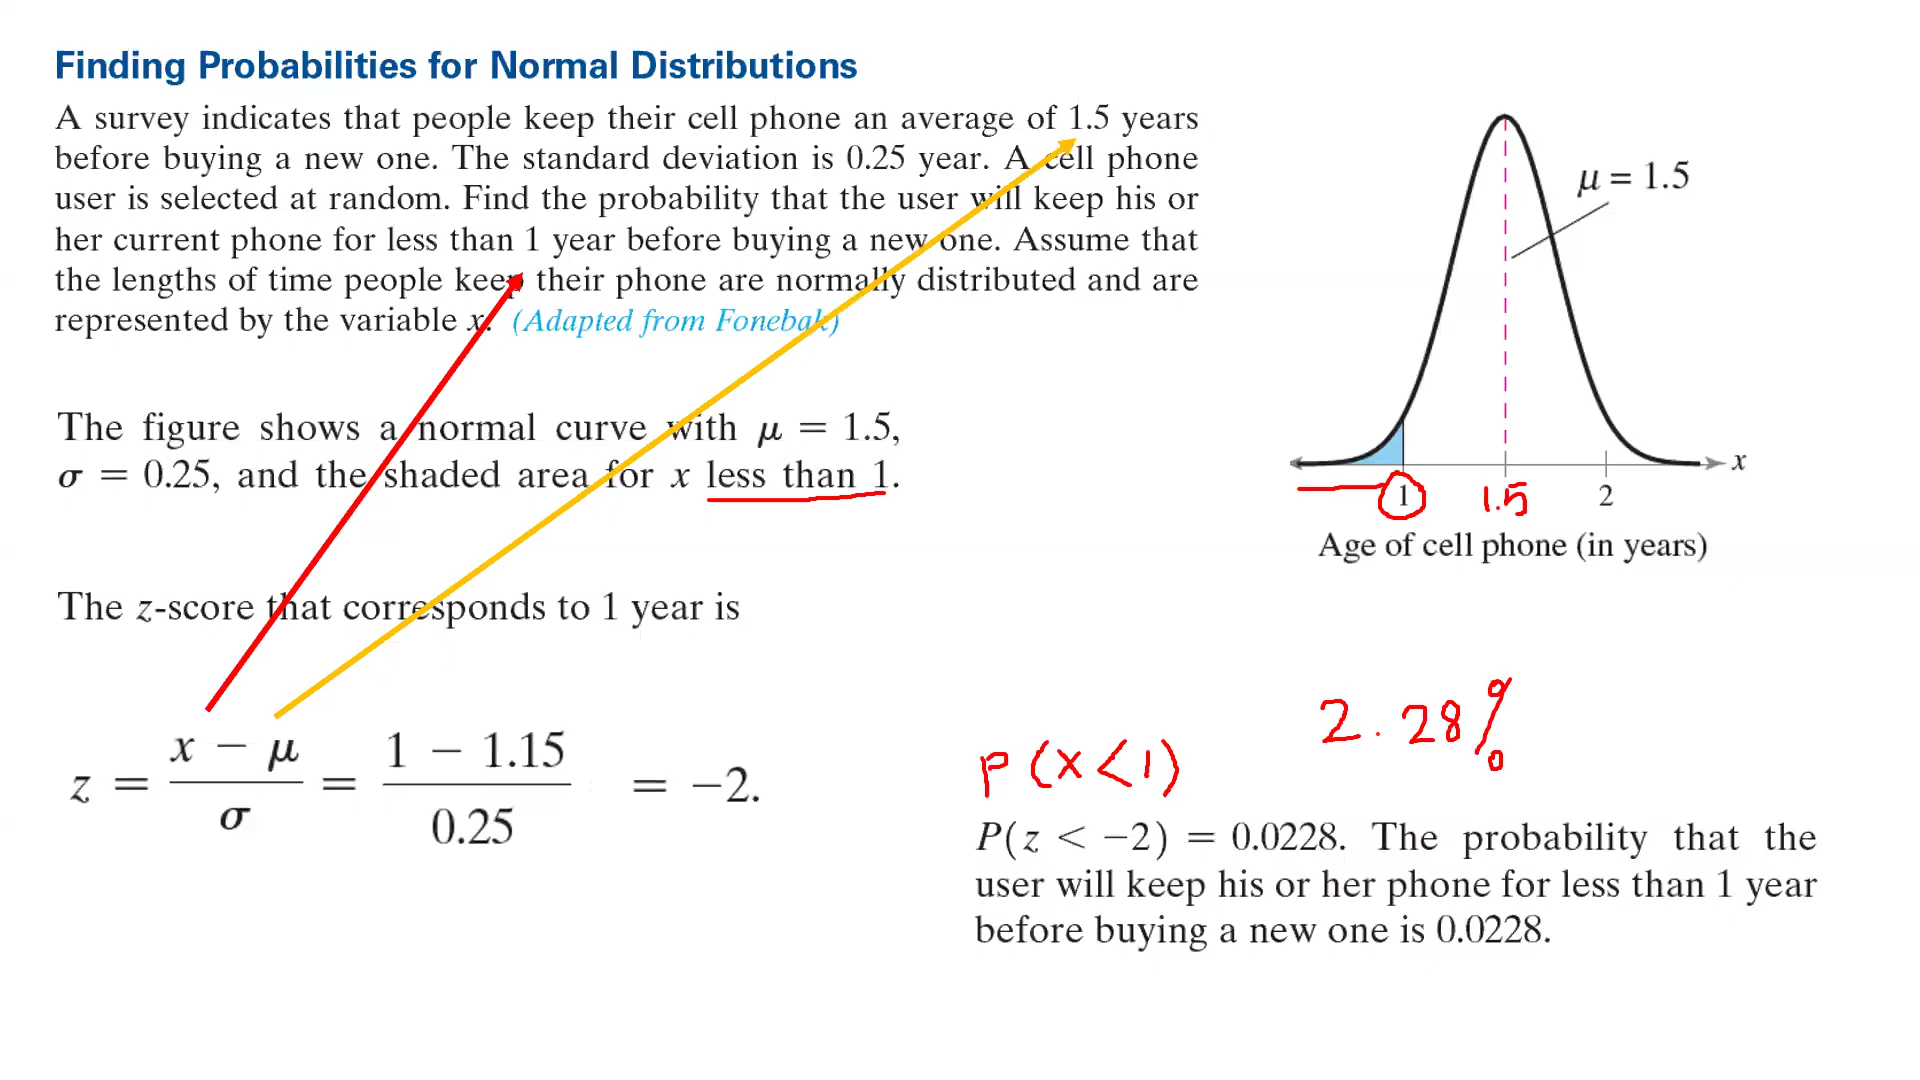 Finding Probabilities for Normal Distributions
A survey indicates that people keep their cell phone an average of 1.5 years
before buying a new one. The standard deviation is 0.25 year. A cell phone
user is selected at random. Find the probability that the user will keep his or
her current phone for less than 1 year before buying a new one. Assume that
the lengths of time people keep their phone are normally distributed and are
represented by the variable x. (Adapted from Fonebak)
μ = 1.5
The figure shows a normal curve with μ = 1.5,
σ = 0.25, and the shaded area for x less than 1.
x
1 1.5 2
Age of cell phone (in years)
The z-score that corresponds to 1 year is
z = x − μ / σ = 1 − 1.15 / 0.25 = −2.
2.28%
P(x<1)
P(z < −2) = 0.0228. The probability that the
user will keep his or her phone for less than 1 year
before buying a new one is 0.0228.